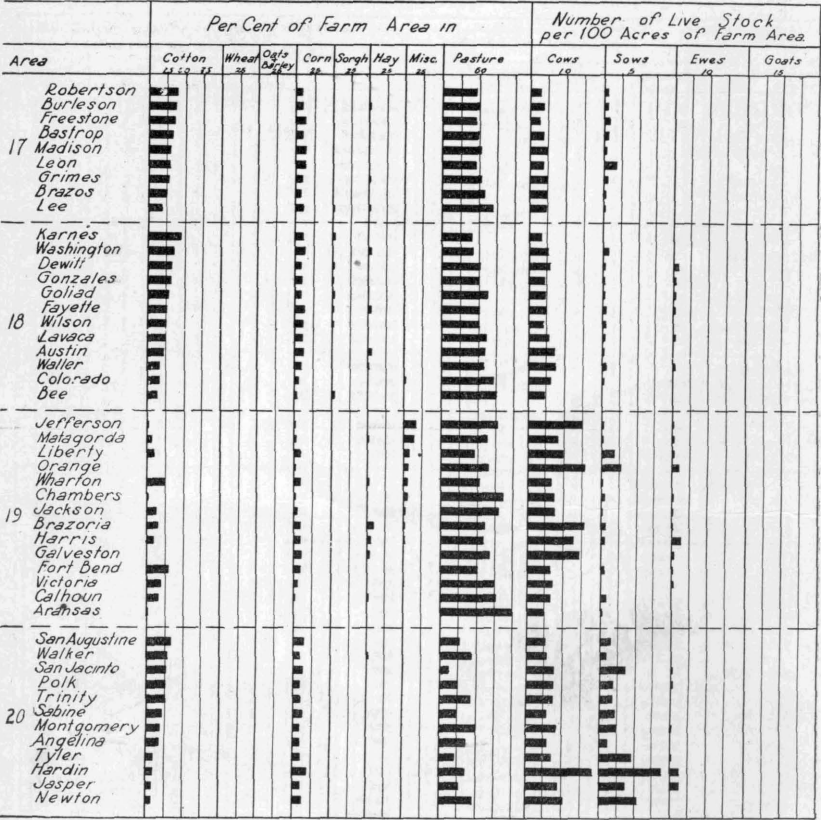 Per Cent of Farm Area in
Number of Live Stock
per 100 Acres of Farm Area.
Area Cotton Wheat Oats Barley Corn Sorgh Hay Misc. Pasture Cows Sows Ewes Goats
25 50 75 25 25 25 25 25 25 60 10 5 10 15
17
Robertson
Burleson
Freestone
Bastrop
Madison
Leon
Grimes
Brazos
Lee
18
Karnes
Washington
Dewitt
Gonzales
Goliad
Fayette
Wilson
Lavaca
Austin
Waller
Colorado
Bee
19
Jefferson
Matagorda
Liberty
Orange
Wharton
Chambers
Jackson
Brazoria
Harris
Galveston
Fort Bend
Victoria
Calhoun
Aransas
20
San Augustine
Walker
San Jacinto
Polk
Trinity
Sabine
Montgomery
Angelina
Tyler
Hardin
Jasper
Newton